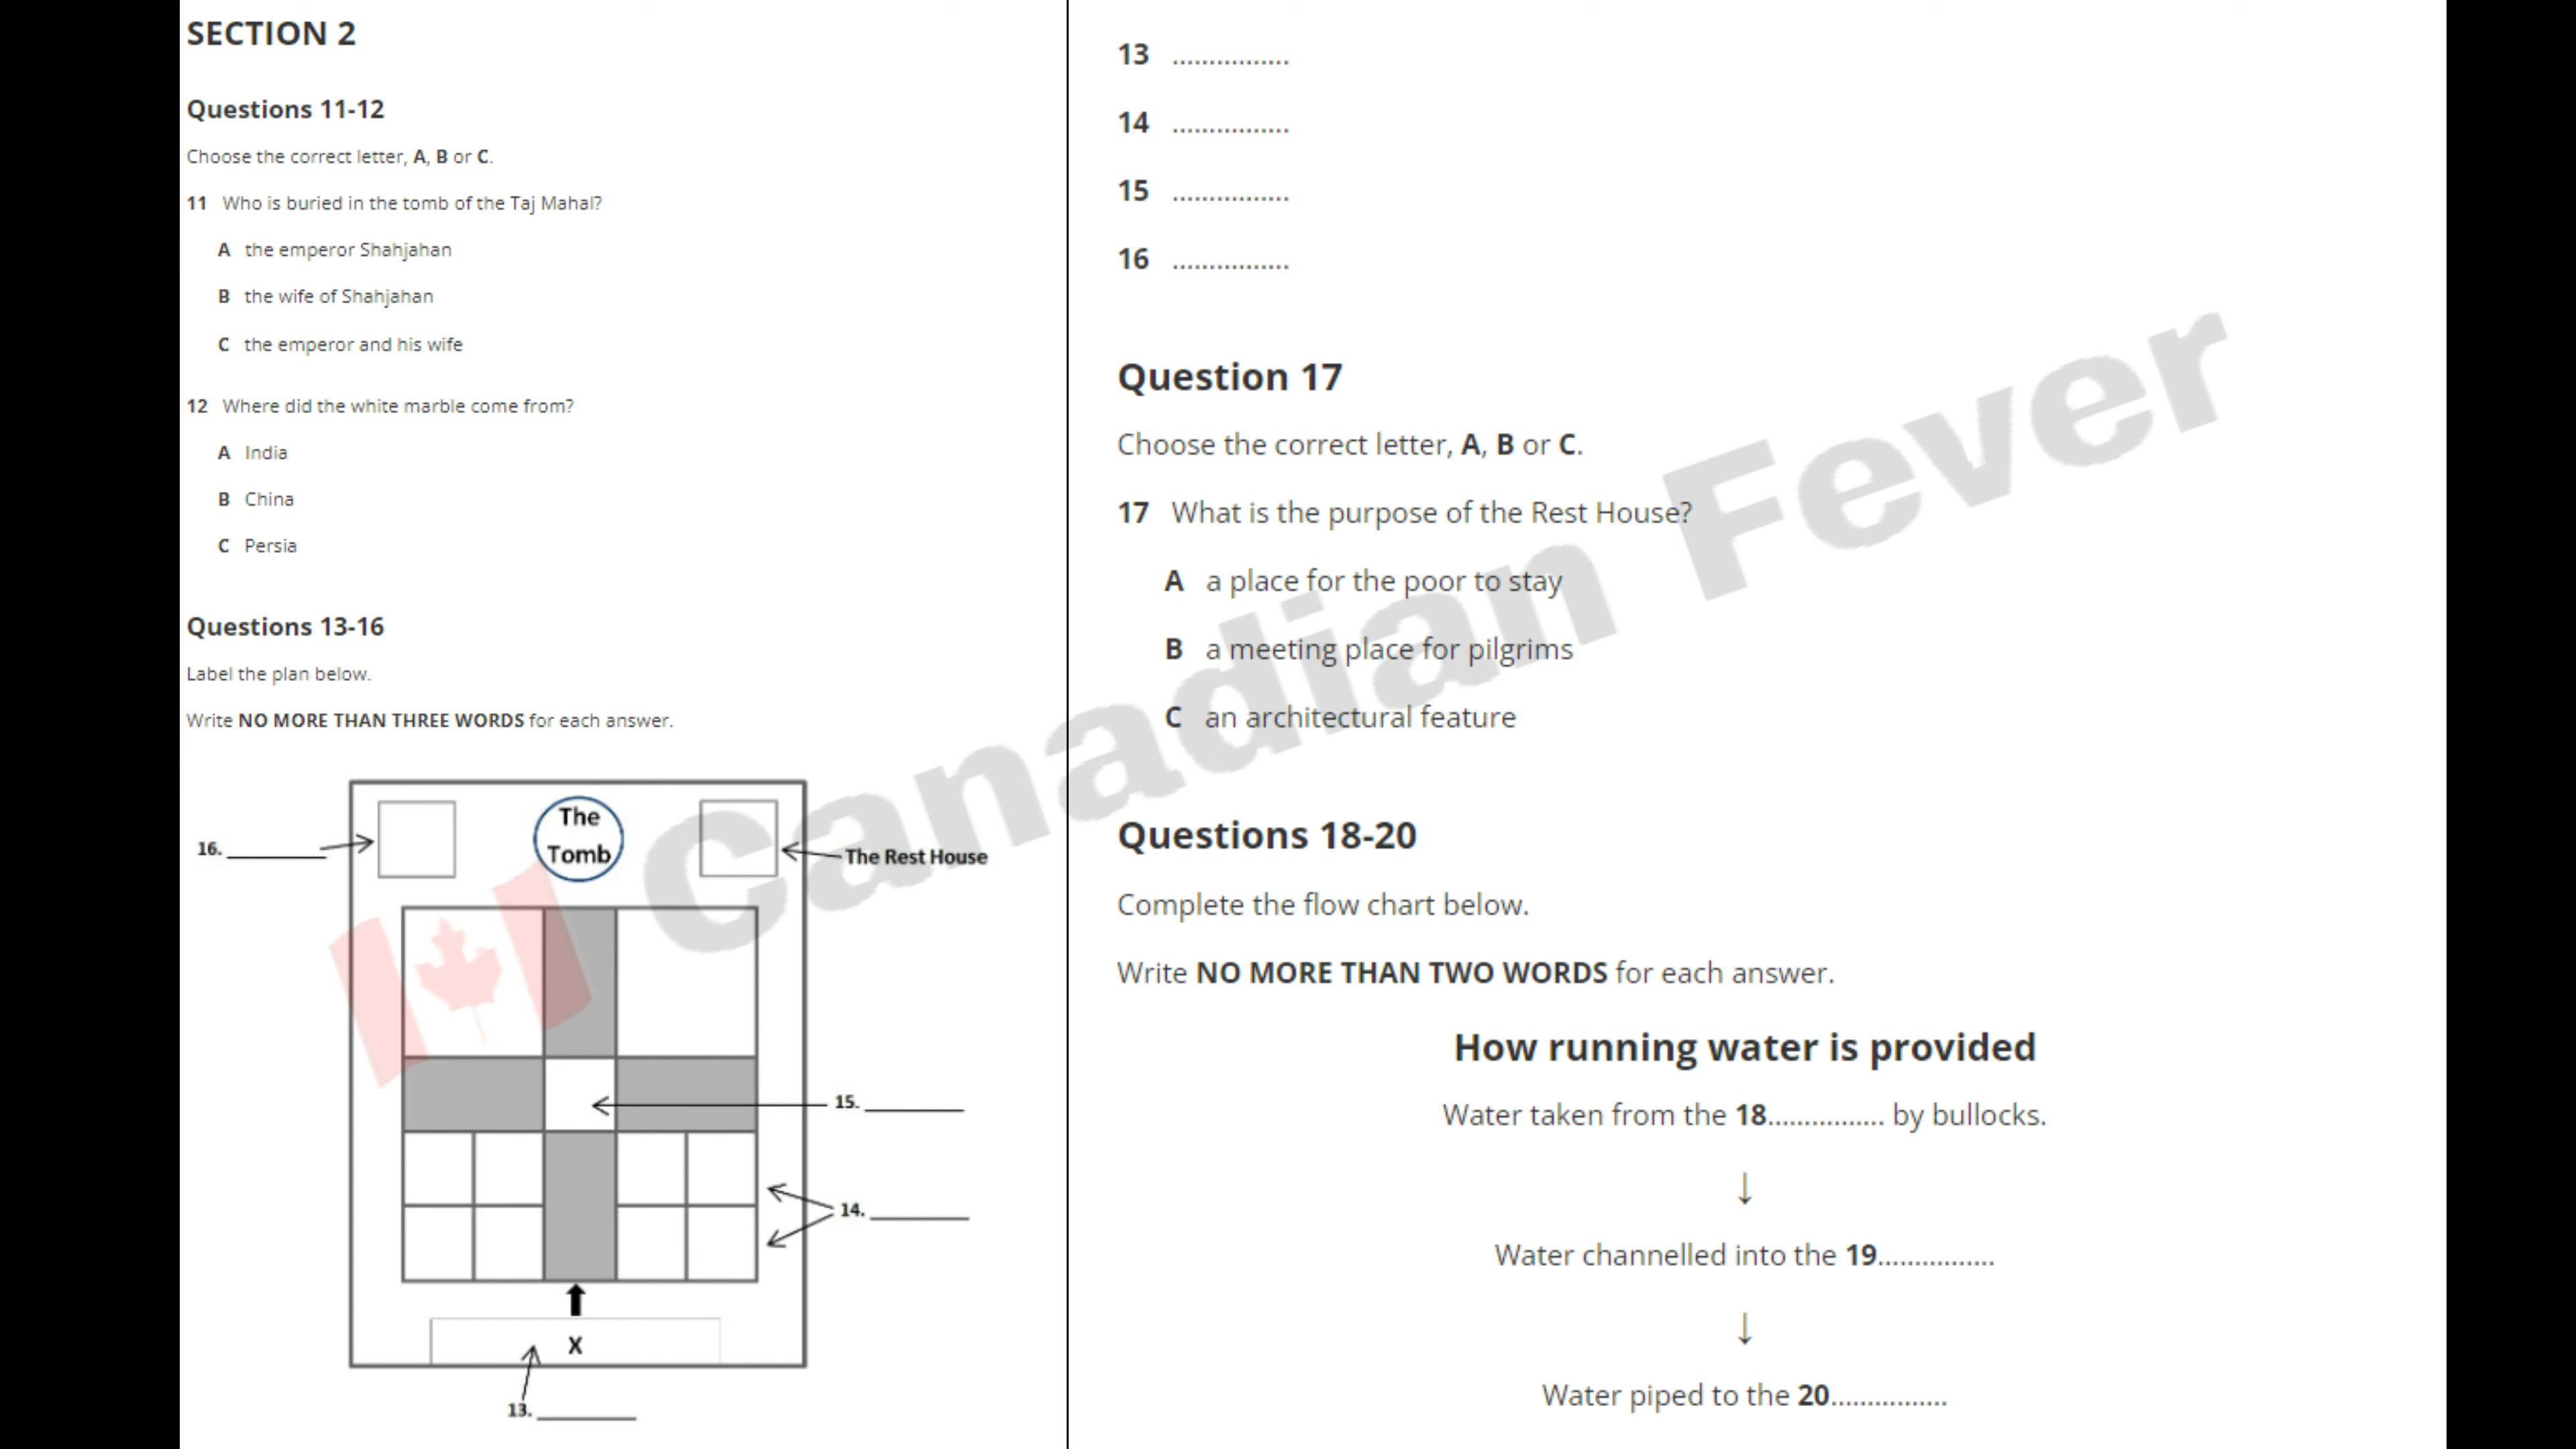 SECTION 2
Questions 11-12
Choose the correct letter, A, B or C.
11 Who is buried in the tomb of the Taj Mahal?
A the emperor Shahjahan
B the wife of Shahjahan
C the emperor and his wife
12 Where did the white marble come from?
A India
B China
C Persia
Questions 13-16
Label the plan below.
Write NO MORE THAN THREE WORDS for each answer.
The
Tomb
16. __________
The Rest House
15. __________
14. __________
X
13. __________
13 ................
14 ................
15 ................
16 ................
Question 17
Choose the correct letter, A, B or C.
17 What is the purpose of the Rest House?
A a place for the poor to stay
B a meeting place for pilgrims
C an architectural feature
Questions 18-20
Complete the flow chart below.
Write NO MORE THAN TWO WORDS for each answer.
How running water is provided
Water taken from the 18................ by bullocks.
↓
Water channelled into the 19................
↓
Water piped to the 20................
Canadian Fever